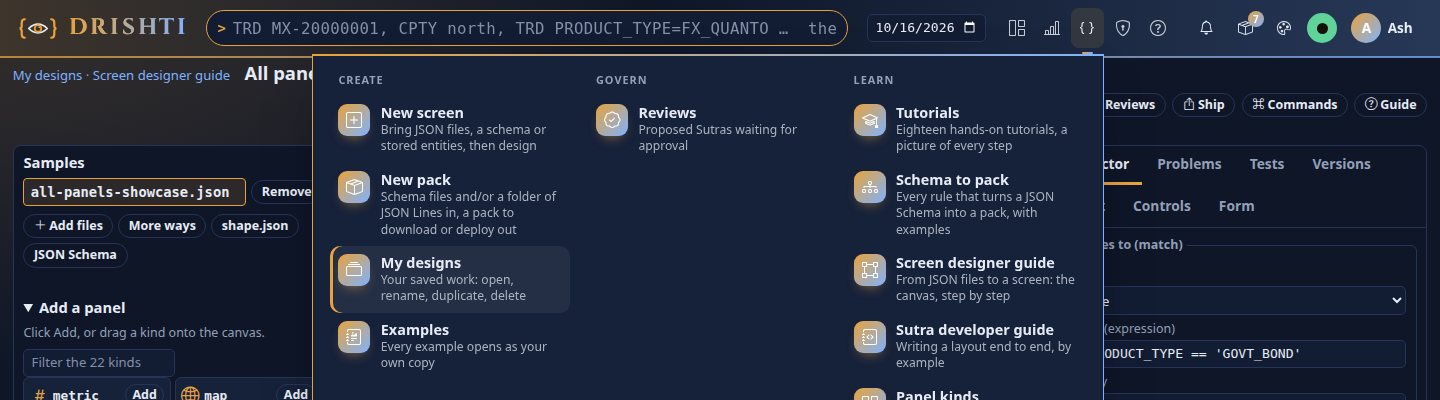 DRISHTI
> TRD MX-20000001, CPTY north, TRD PRODUCT_TYPE=FX_QUANTO … the
10/16/2026
7
A Ash
My designs · Screen designer guide All pane
Reviews Ship Commands Guide
Samples
all-panels-showcase.json Remove
+ Add files More ways shape.json
JSON Schema
Add a panel
Click Add, or drag a kind onto the canvas.
Filter the 22 kinds
# metric Add map Add
CREATE
New screen
Bring JSON files, a schema or
stored entities, then design
New pack
Schema files and/or a folder of
JSON Lines in, a pack to
download or deploy out
My designs
Your saved work: open,
rename, duplicate, delete
Examples
Every example opens as your
own copy
GOVERN
Reviews
Proposed Sutras waiting for
approval
LEARN
Tutorials
Eighteen hands-on tutorials, a
picture of every step
Schema to pack
Every rule that turns a JSON
Schema into a pack, with
examples
Screen designer guide
From JSON files to a screen: the
canvas, step by step
Sutra developer guide
Writing a layout end to end, by
example
Panel kinds
ctor Problems Tests Versions
Controls Form
es to (match)
e
(expression)
ODUCT_TYPE == 'GOVT_BOND'